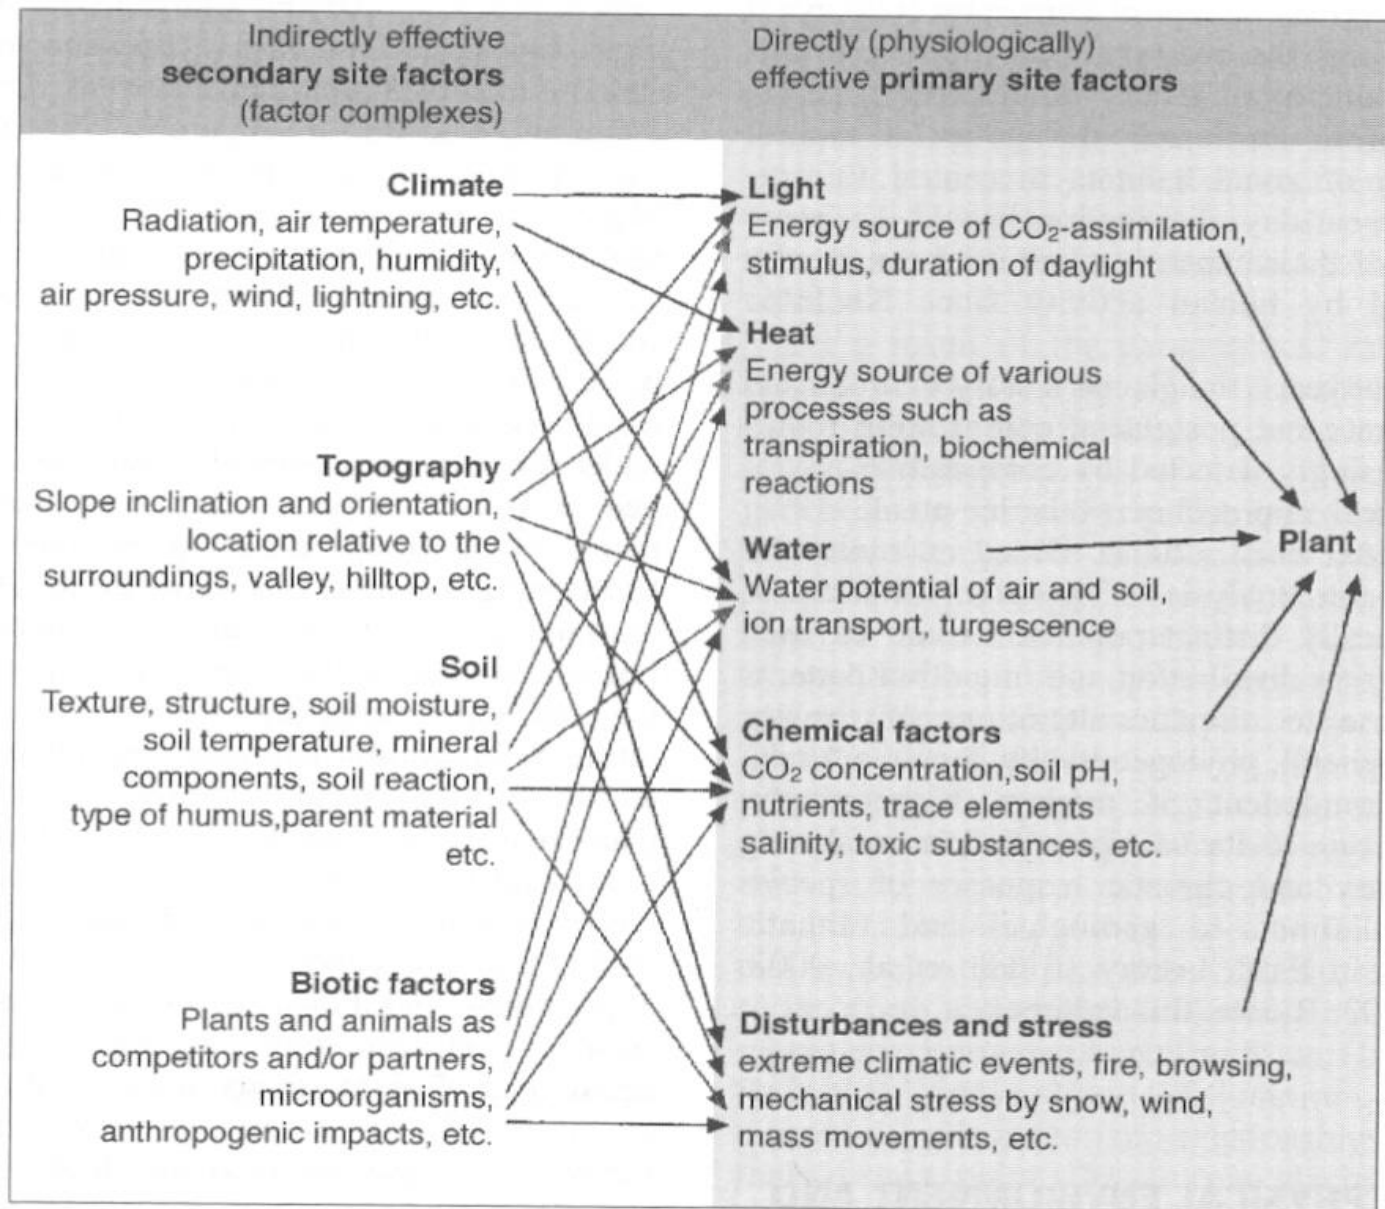 Indirectly effective
secondary site factors
(factor complexes)
Directly (physiologically)
effective primary site factors
Climate
Radiation, air temperature,
precipitation, humidity,
air pressure, wind, lightning, etc.
Topography
Slope inclination and orientation,
location relative to the
surroundings, valley, hilltop, etc.
Soil
Texture, structure, soil moisture,
soil temperature, mineral
components, soil reaction,
type of humus,parent material
etc.
Biotic factors
Plants and animals as
competitors and/or partners,
microorganisms,
anthropogenic impacts, etc.
Light
Energy source of CO₂-assimilation,
stimulus, duration of daylight
Heat
Energy source of various
processes such as
transpiration, biochemical
reactions
Water
Water potential of air and soil,
ion transport, turgescence
Chemical factors
CO₂ concentration,soil pH,
nutrients, trace elements
salinity, toxic substances, etc.
Disturbances and stress
extreme climatic events, fire, browsing,
mechanical stress by snow, wind,
mass movements, etc.
Plant